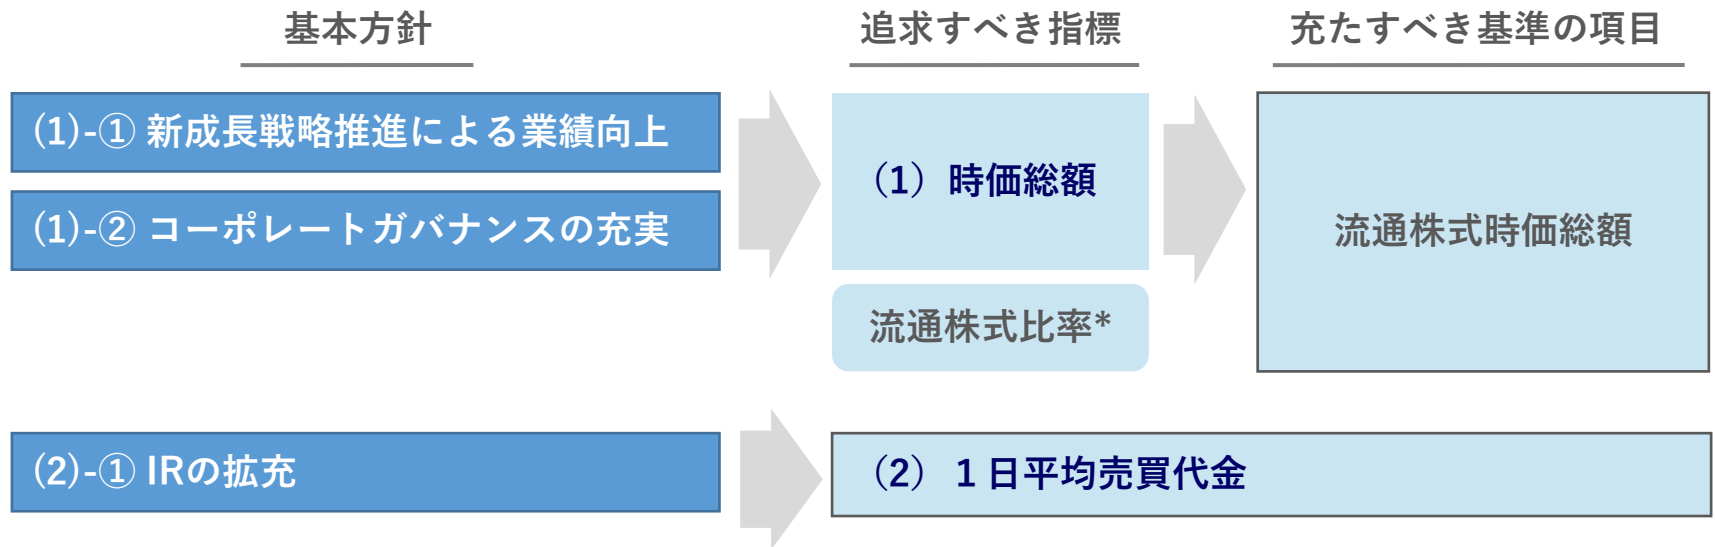 基本方針
追求すべき指標
充たすべき基準の項目
(1)-① 新成長戦略推進による業績向上
(1)-② コーポレートガバナンスの充実
（1）時価総額
流通株式比率*
流通株式時価総額
(2)-① IRの拡充
（2）１日平均売買代金